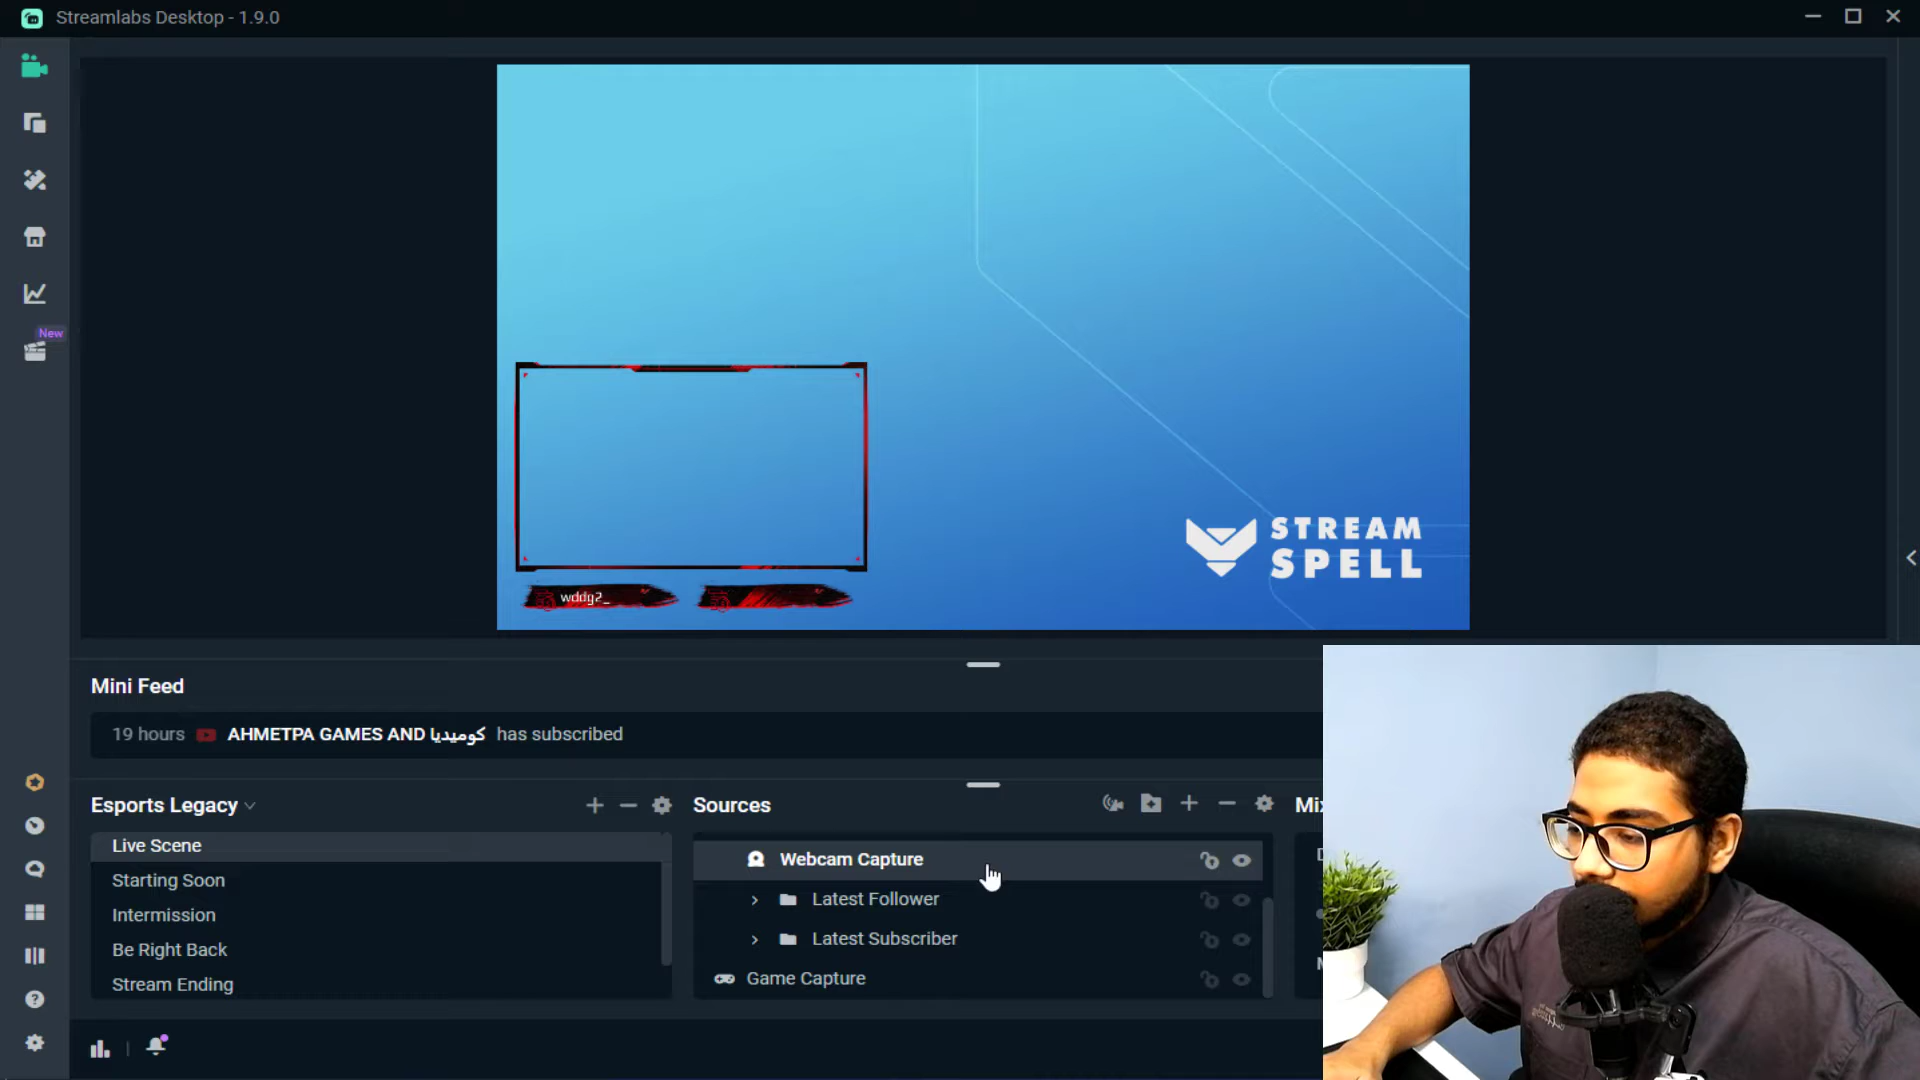 Streamlabs Desktop - 1.9.0
New
STREAM
SPELL
wddg2_
Mini Feed
19 hours AHMETPA GAMES AND كوميديا has subscribed
Esports Legacy
Live Scene
Starting Soon
Intermission
Be Right Back
Stream Ending
Sources
Webcam Capture
Latest Follower
Latest Subscriber
Game Capture